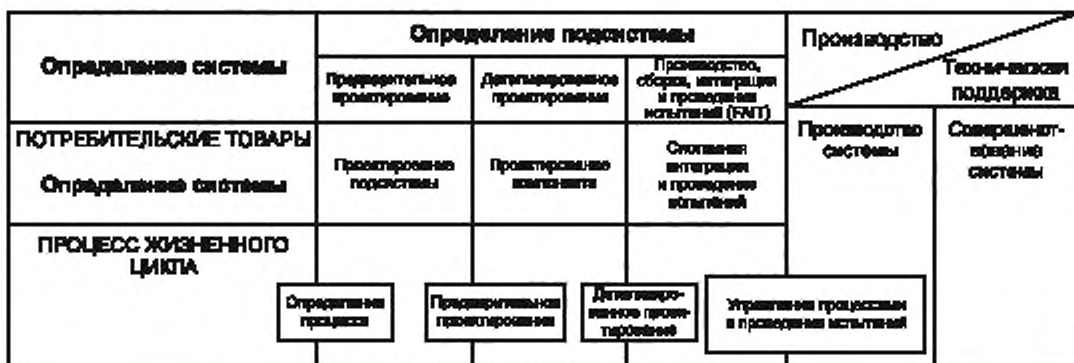 Определение системы
Определение подсистемы
Производство
Техническая
поддержка
Предварительное
проектирование
Детализированное
проектирование
Производство,
сборка, интеграция
и проведение
испытаний (FAIT)
ПОТРЕБИТЕЛЬСКИЕ ТОВАРЫ
Определение системы
Проектирование
подсистемы
Проектирование
компонента
Системная
интеграция
и проведение
испытаний
Производство
системы
Совершенст-
вование
системы
ПРОЦЕСС ЖИЗНЕННОГО
ЦИКЛА
Определение
процесса
Предварительное
проектирование
Детализиро-
ванное проек-
тирование
Управление процессами
и проведение испытаний